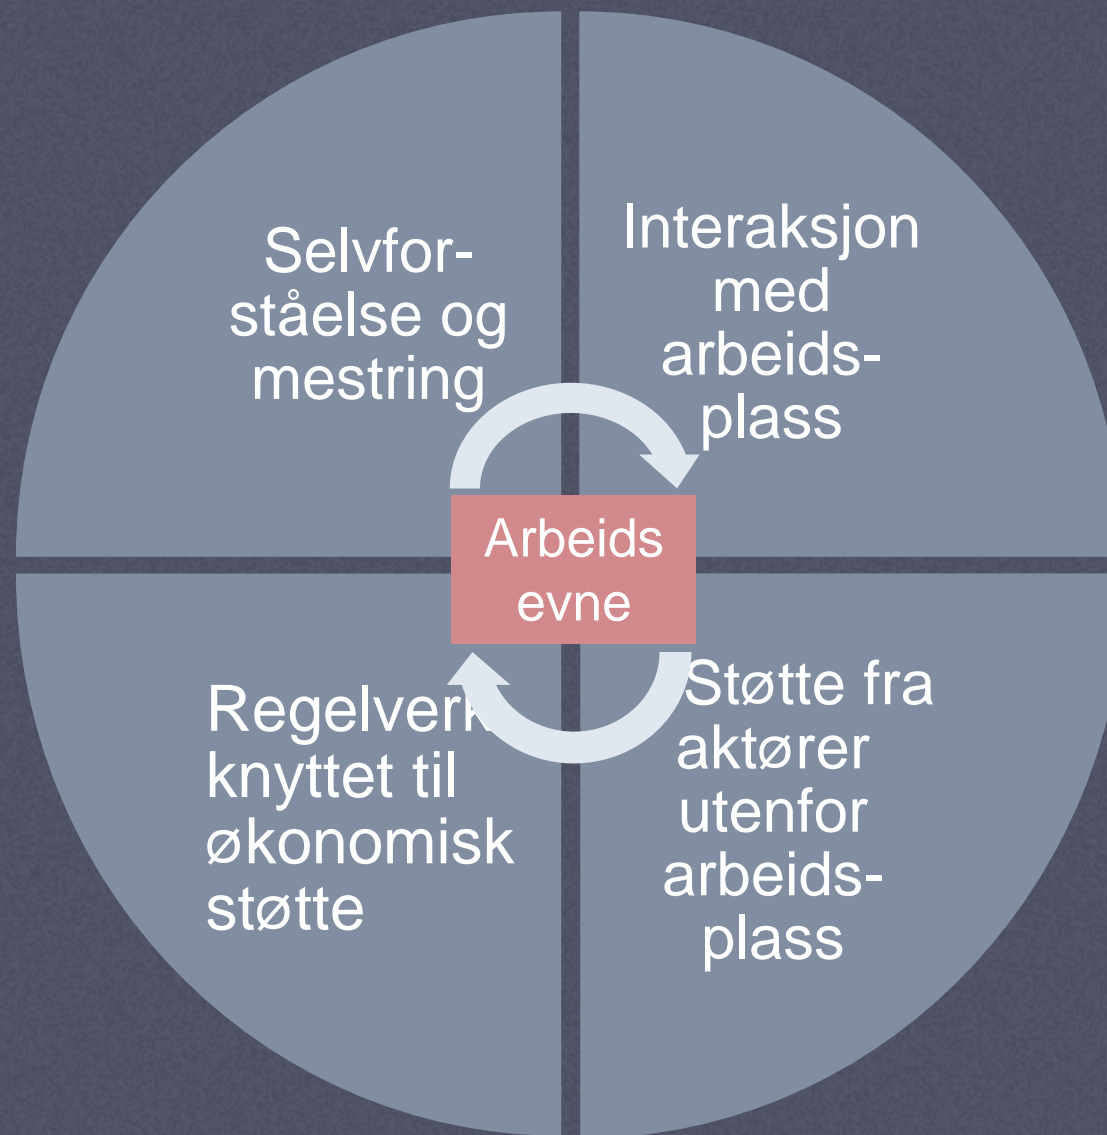 Selvfor-
ståelse og
mestring
Interaksjon
med
arbeids-
plass
Arbeids
evne
Regelverk
knyttet til
økonomisk
støtte
Støtte fra
aktører
utenfor
arbeids-
plass